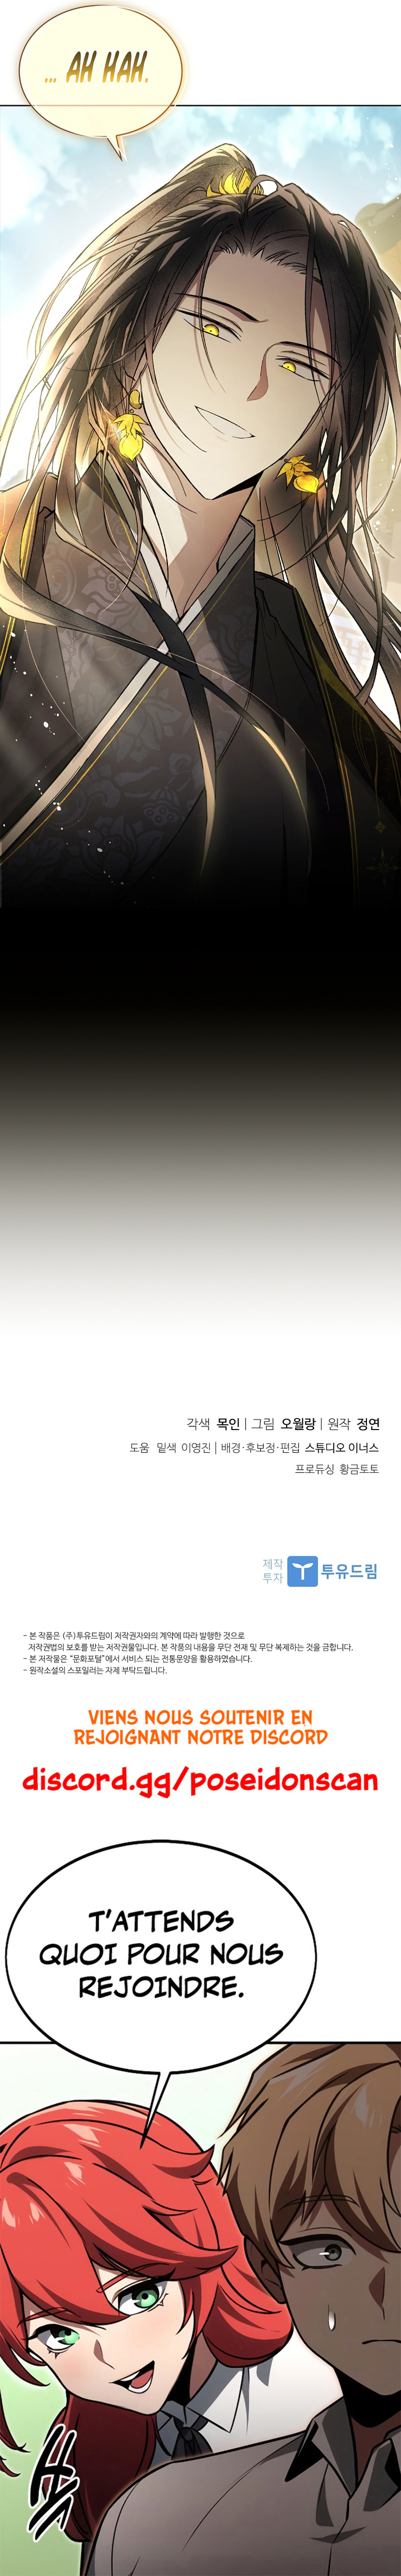 ... AH HAH.
각색 목인 | 그림 오월랑 | 원작 정연
도움 밑색 이영진 | 배경·후보정·편집 스튜디오 이너스
프로듀싱 황금토토
제작
투자
투유드림
- 본 작품은 (주)투유드림이 저작권자와의 계약에 따라 발행한 것으로
저작권법의 보호를 받는 저작권물입니다. 본 작품의 내용을 무단 전재 및 무단 복제하는 것을 금합니다.
- 본 저작물은 "문화포털"에서 서비스 되는 전통문양을 활용하였습니다.
- 원작소설의 스포일러는 자제 부탁드립니다.
VIENS NOUS SOUTENIR EN
REJOIGNANT NOTRE DISCORD
discord.gg/poseidonscan
T'ATTENDS
QUOI POUR NOUS
REJOINDRE.